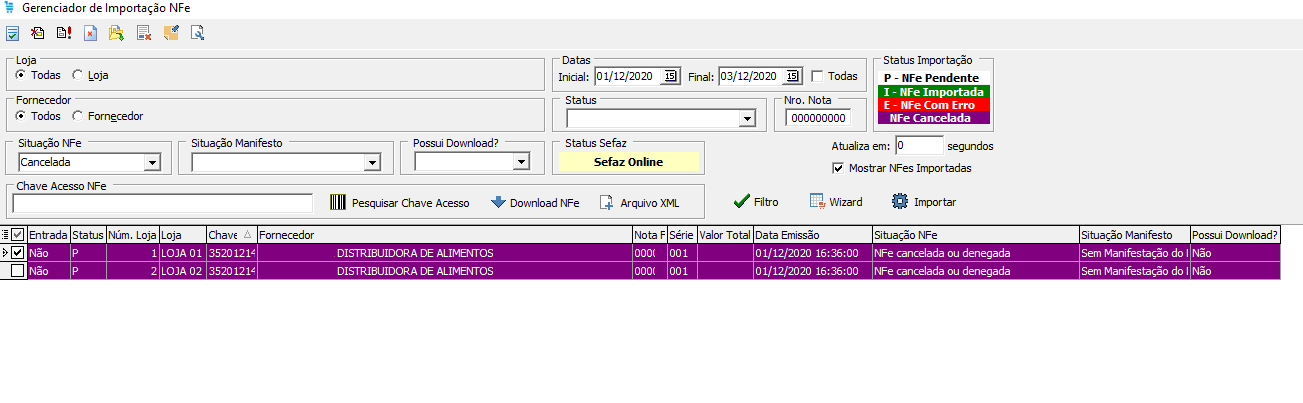 Gerenciador de Importação NFe
Loja
Todas Loja
Datas
Inicial: 01/12/2020 15 Final: 03/12/2020 15 Todas
Status Importação
P - NFe Pendente
I - NFe Importada
E - NFe Com Erro
NFe Cancelada
Fornecedor
Todos Fornecedor
Status
Nro. Nota
000000000
Situação NFe
Cancelada
Situação Manifesto
Possui Download?
Status Sefaz
Sefaz Online
Atualiza em: 0 segundos
Mostrar NFes Importadas
Chave Acesso NFe
Pesquisar Chave Acesso Download NFe Arquivo XML Filtro Wizard Importar
Entrada Status Núm. Loja Loja Chave Fornecedor Nota F Série Valor Total Data Emissão Situação NFe Situação Manifesto Possui Download?
Não P 1 LOJA 01 35201214 DISTRIBUIDORA DE ALIMENTOS 000 001 01/12/2020 16:36:00 NFe cancelada ou denegada Sem Manifestação do Não
Não P 2 LOJA 02 35201214 DISTRIBUIDORA DE ALIMENTOS 000 001 01/12/2020 16:36:00 NFe cancelada ou denegada Sem Manifestação do Não